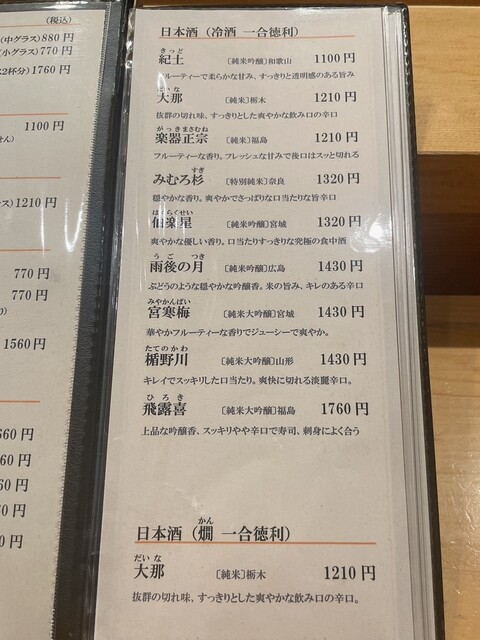 (税込)
(中グラス) 880円
(小グラス) 770円
2杯分) 1760円
1100円
せん)
ス) 1210円
770円
770円
り)
1560円
660円
560円
日本酒（冷酒 一合徳利）
きっど
紀土 〔純米吟醸〕和歌山 1100円
フルーティーで柔らかな甘み、すっきりと透明感のある旨み
だいな
大那 〔純米〕栃木 1210円
抜群の切れ味、すっきりとした爽やかな飲み口の辛口
がっきまさむね
楽器正宗 〔純米〕福島 1210円
フルーティーな香り。フレッシュな甘みで後口はスッと切れる
すぎ
みむろ杉 〔特別純米〕奈良 1320円
穏やかな香り。爽やかでさっぱりな口当たりな旨辛口
はくらくせい
伯楽星 〔純米吟醸〕宮城 1320円
爽やかな優しい香り。口当たりすっきりな究極の食中酒
うご つき
雨後の月 〔純米吟醸〕広島 1430円
ぶどうのような穏やかな吟醸香。米の旨み、キレのある辛口
みやかんばい
宮寒梅 〔純米大吟醸〕宮城 1430円
華やかフルーティーな香りでジューシーで爽やか。
たてのかわ
楯野川 〔純米大吟醸〕山形 1430円
キレイでスッキリした口当たり。爽快に切れる淡麗辛口。
ひろき
飛露喜 〔純米大吟醸〕福島 1760円
上品な吟醸香、スッキリやや辛口で寿司、刺身によく合う
かん
日本酒（燗 一合徳利）
だいな
大那 〔純米〕栃木 1210円
抜群の切れ味、すっきりとした爽やかな飲み口の辛口。